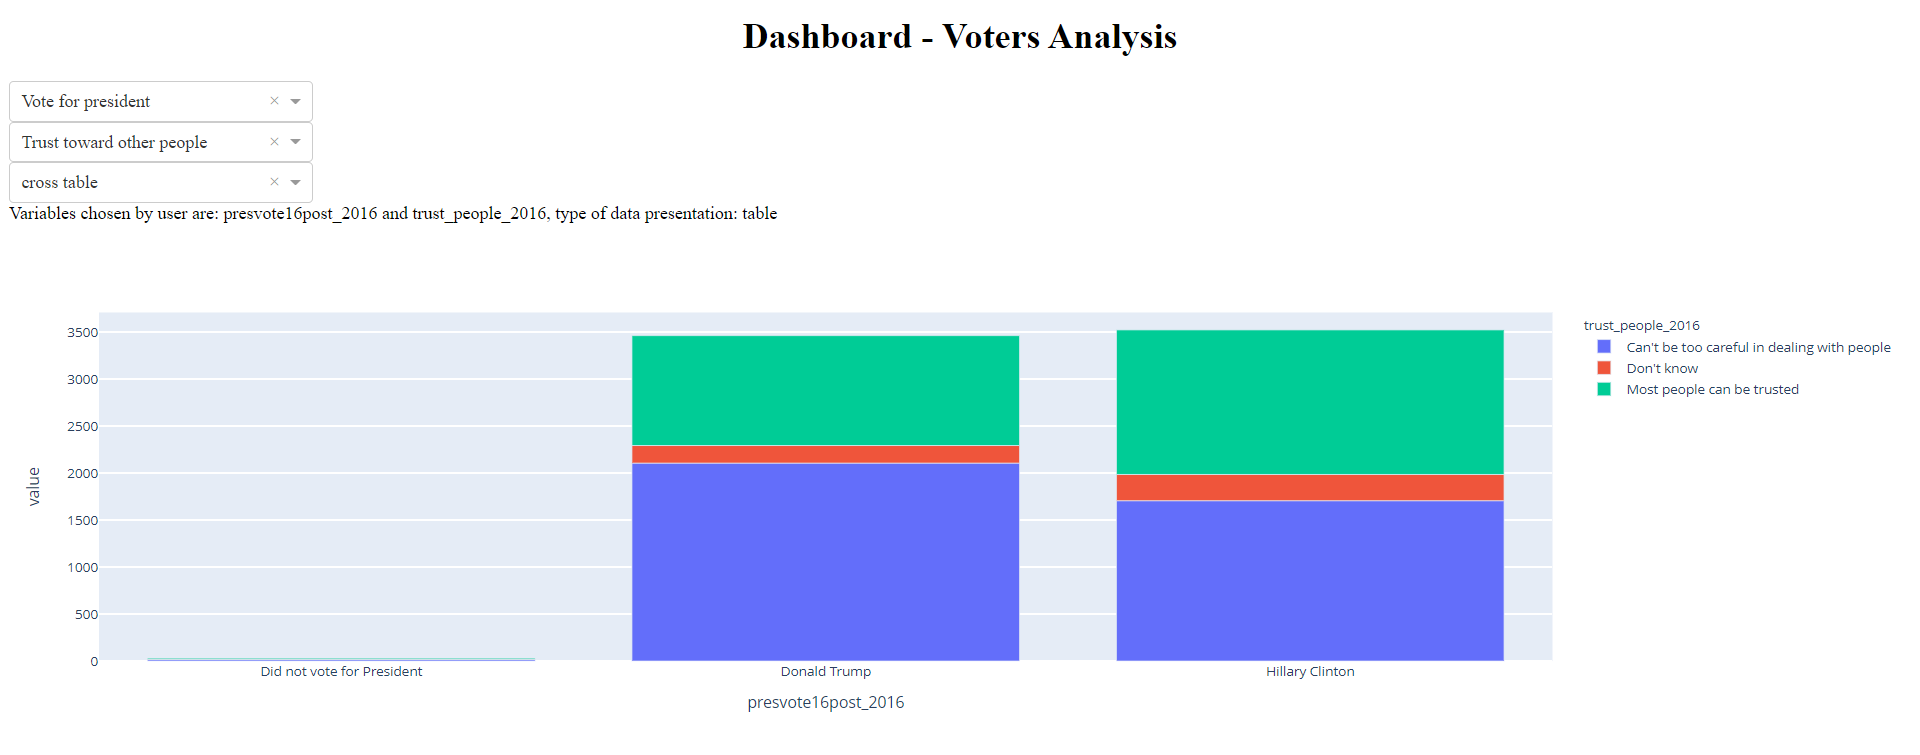 Dashboard - Voters Analysis
Vote for president
Trust toward other people
cross table
Variables chosen by user are: presvote16post_2016 and trust_people_2016, type of data presentation: table
trust_people_2016
Can't be too careful in dealing with people
Don't know
Most people can be trusted
value
3500
3000
2500
2000
1500
1000
500
0
Did not vote for President
Donald Trump
Hillary Clinton
presvote16post_2016